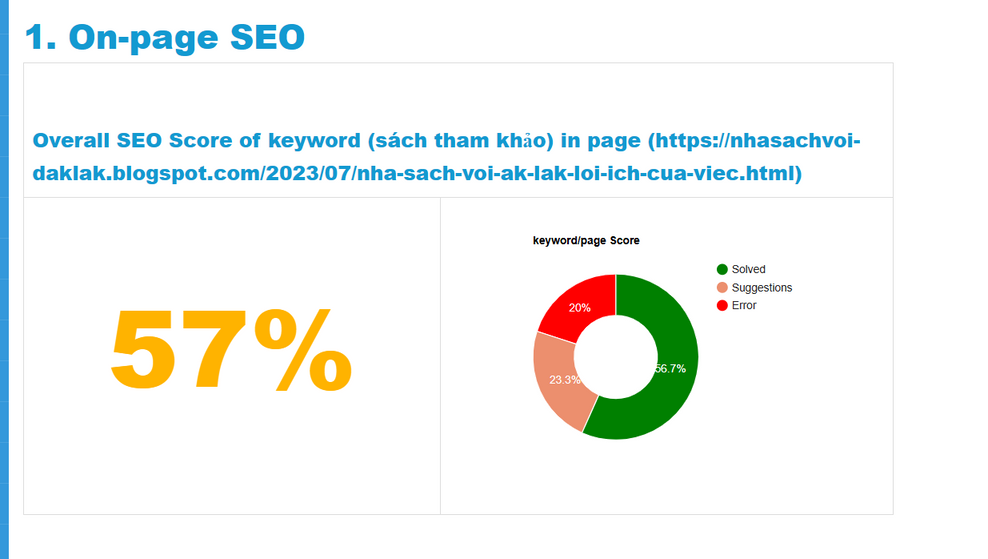 1. On-page SEO
Overall SEO Score of keyword (sách tham khảo) in page (https://nhasachvoi-
daklak.blogspot.com/2023/07/nha-sach-voi-ak-lak-loi-ich-cua-viec.html)
57%
keyword/page Score
Solved
Suggestions
Error
20%
56.7%
23.3%